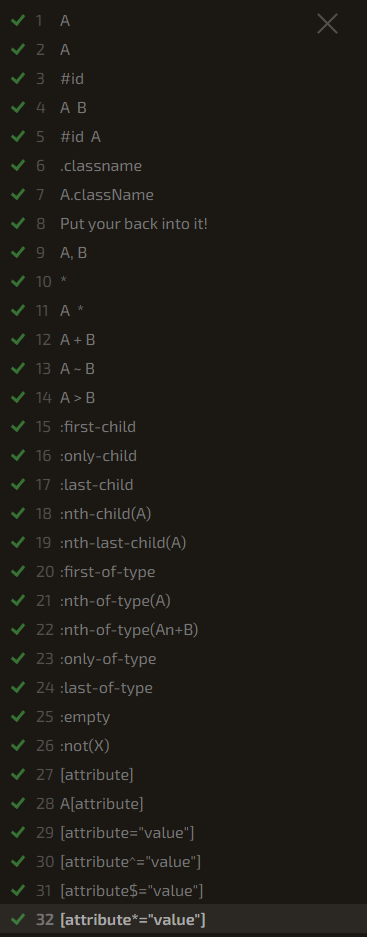 1 A
2 A
3 #id
4 A B
5 #id A
6 .classname
7 A.className
8 Put your back into it!
9 A, B
10 *
11 A *
12 A + B
13 A ~ B
14 A > B
15 :first-child
16 :only-child
17 :last-child
18 :nth-child(A)
19 :nth-last-child(A)
20 :first-of-type
21 :nth-of-type(A)
22 :nth-of-type(An+B)
23 :only-of-type
24 :last-of-type
25 :empty
26 :not(X)
27 [attribute]
28 A[attribute]
29 [attribute="value"]
30 [attribute^="value"]
31 [attribute$="value"]
32 [attribute*="value"]